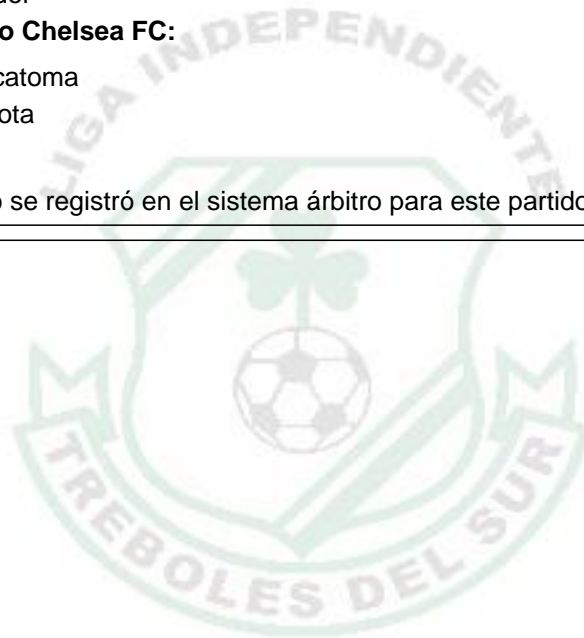 o Chelsea FC:
catoma
ota
o se registró en el sistema árbitro para este partido
LIGA INDEPENDIENTE
TREBOLES DEL SUR